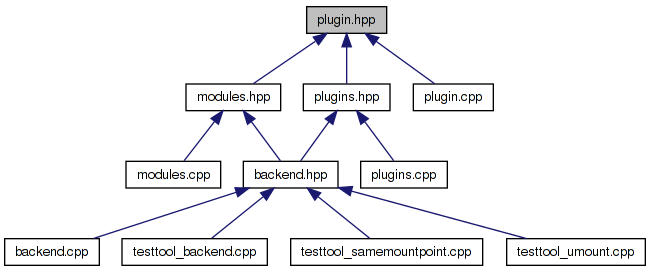 plugin.hpp
modules.hpp
plugins.hpp
plugin.cpp
modules.cpp
backend.hpp
plugins.cpp
backend.cpp
testtool_backend.cpp
testtool_samemountpoint.cpp
testtool_umount.cpp